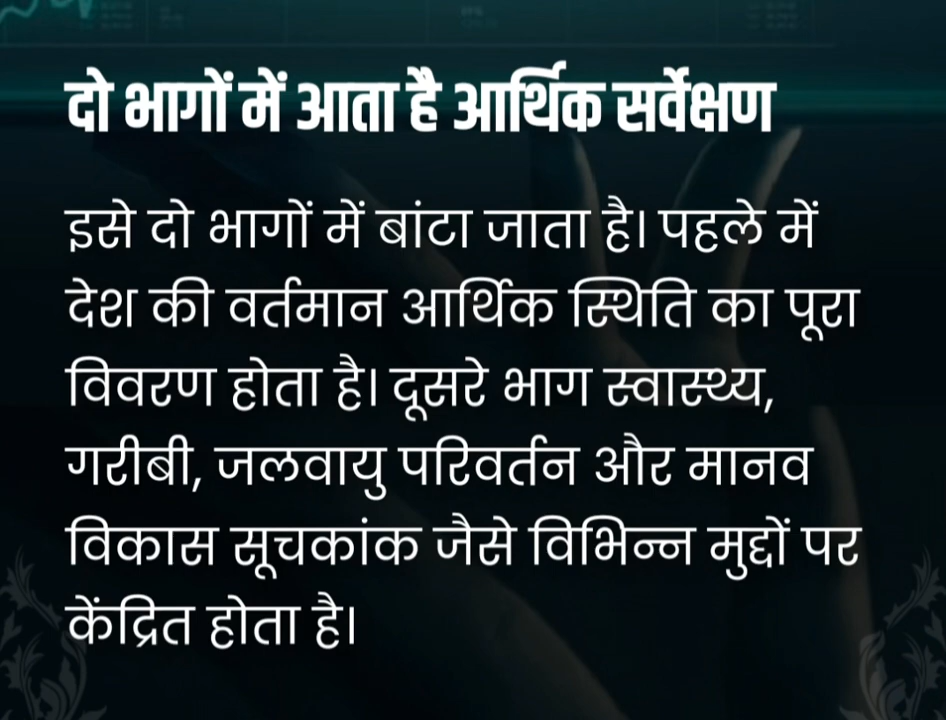 दो भागों में आता है आर्थिक सर्वेक्षण
इसे दो भागों में बांटा जाता है। पहले में
देश की वर्तमान आर्थिक स्थिति का पूरा
विवरण होता है। दूसरे भाग स्वास्थ्य,
गरीबी, जलवायु परिवर्तन और मानव
विकास सूचकांक जैसे विभिन्न मुद्दों पर
केंद्रित होता है।